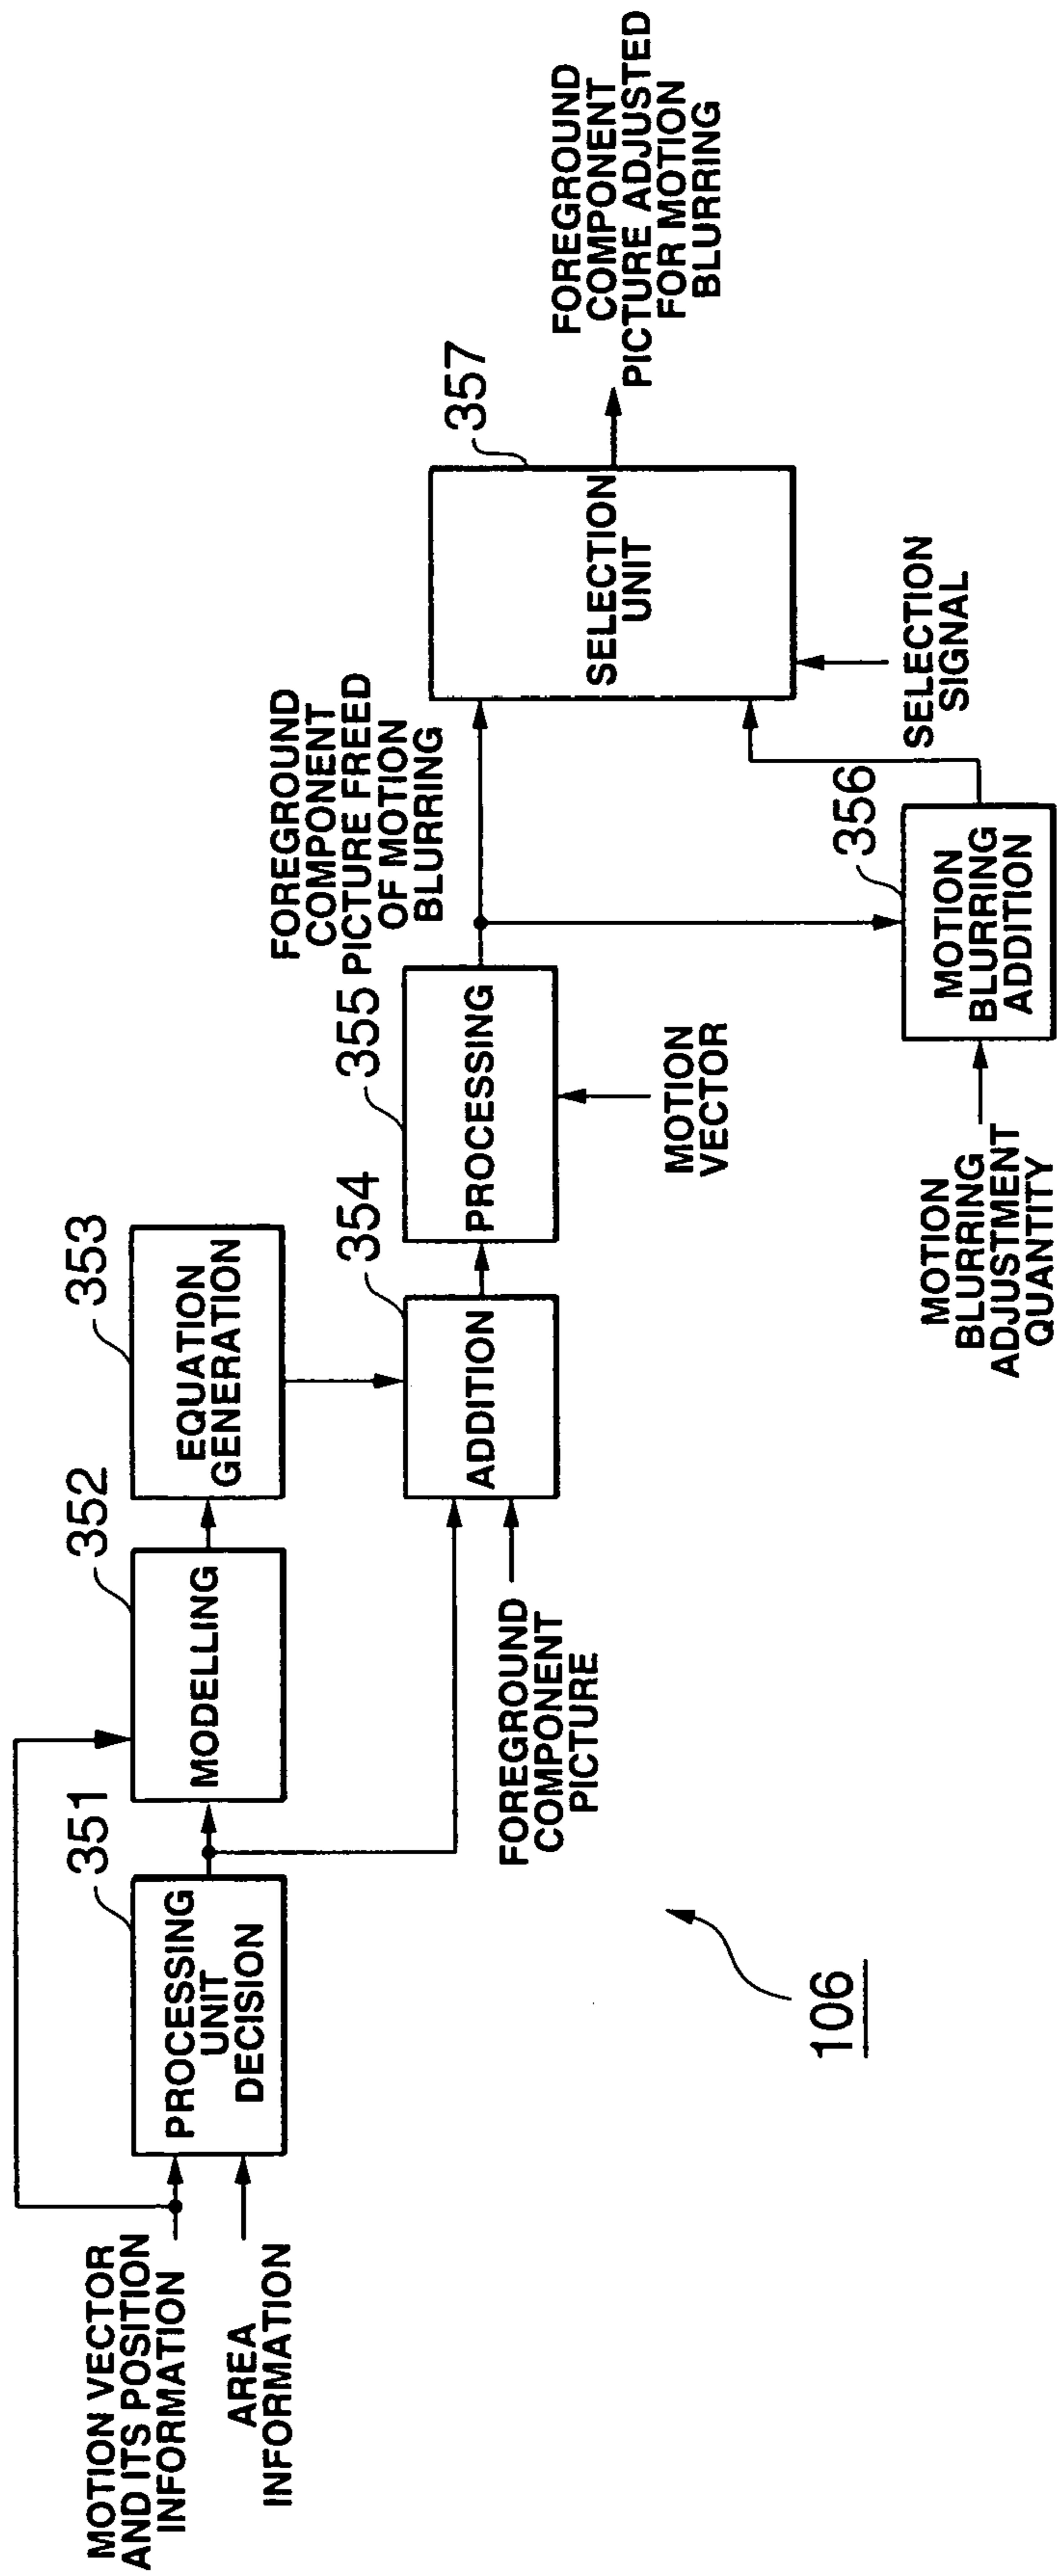 MOTION VECTOR
AND ITS POSITION
INFORMATION
AREA
INFORMATION
351
PROCESSING
UNIT
DECISION
352
MODELLING
353
EQUATION
GENERATION
FOREGROUND
COMPONENT
PICTURE
354
ADDITION
355
PROCESSING
MOTION
VECTOR
FOREGROUND
COMPONENT
PICTURE FREED
OF MOTION
BLURRING
MOTION
BLURRING
ADJUSTMENT
QUANTITY
356
MOTION
BLURRING
ADDITION
SELECTION
SIGNAL
357
SELECTION
UNIT
FOREGROUND
COMPONENT
PICTURE ADJUSTED
FOR MOTION
BLURRING
106